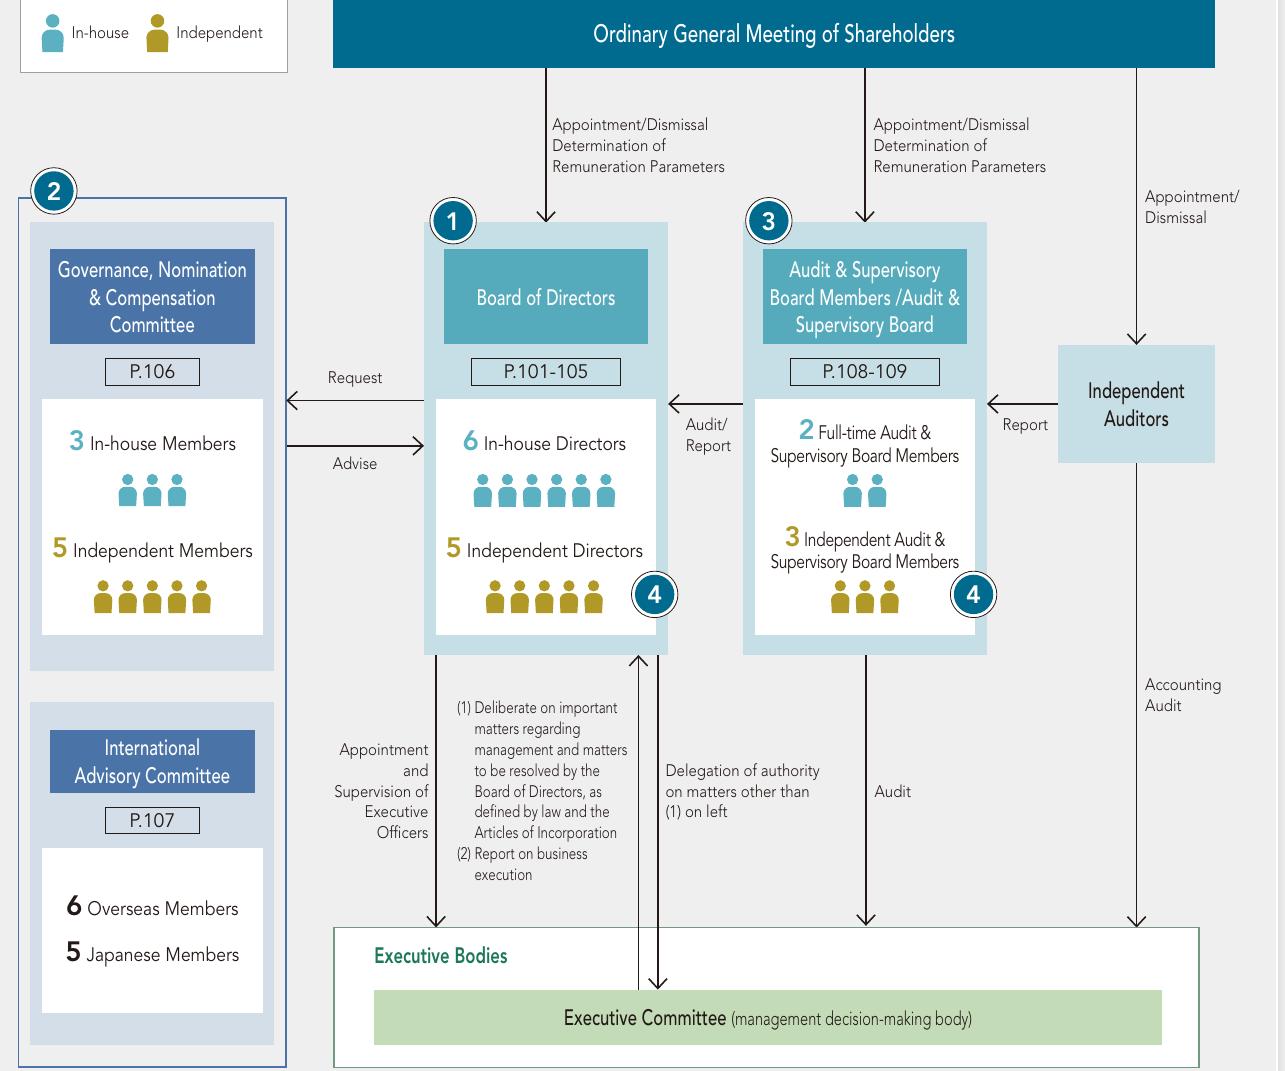 In-house
Independent
Ordinary General Meeting of Shareholders
Appointment/Dismissal
Determination of
Remuneration Parameters
Appointment/Dismissal
Determination of
Remuneration Parameters
Appointment/
Dismissal
2
Governance, Nomination
& Compensation
Committee
P.106
3 In-house Members
5 Independent Members
Request
Advise
1
Board of Directors
P.101-105
6 In-house Directors
5 Independent Directors
4
Audit/
Report
3
Audit & Supervisory
Board Members /Audit &
Supervisory Board
P.108-109
2 Full-time Audit &
Supervisory Board Members
3 Independent Audit &
Supervisory Board Members
4
Report
Independent
Auditors
International
Advisory Committee
P.107
6 Overseas Members
5 Japanese Members
Appointment
and
Supervision of
Executive
Officers
(1) Deliberate on important
matters regarding
management and matters
to be resolved by the
Board of Directors, as
defined by law and the
Articles of Incorporation
(2) Report on business
execution
Delegation of authority
on matters other than
(1) on left
Audit
Accounting
Audit
Executive Bodies
Executive Committee (management decision-making body)